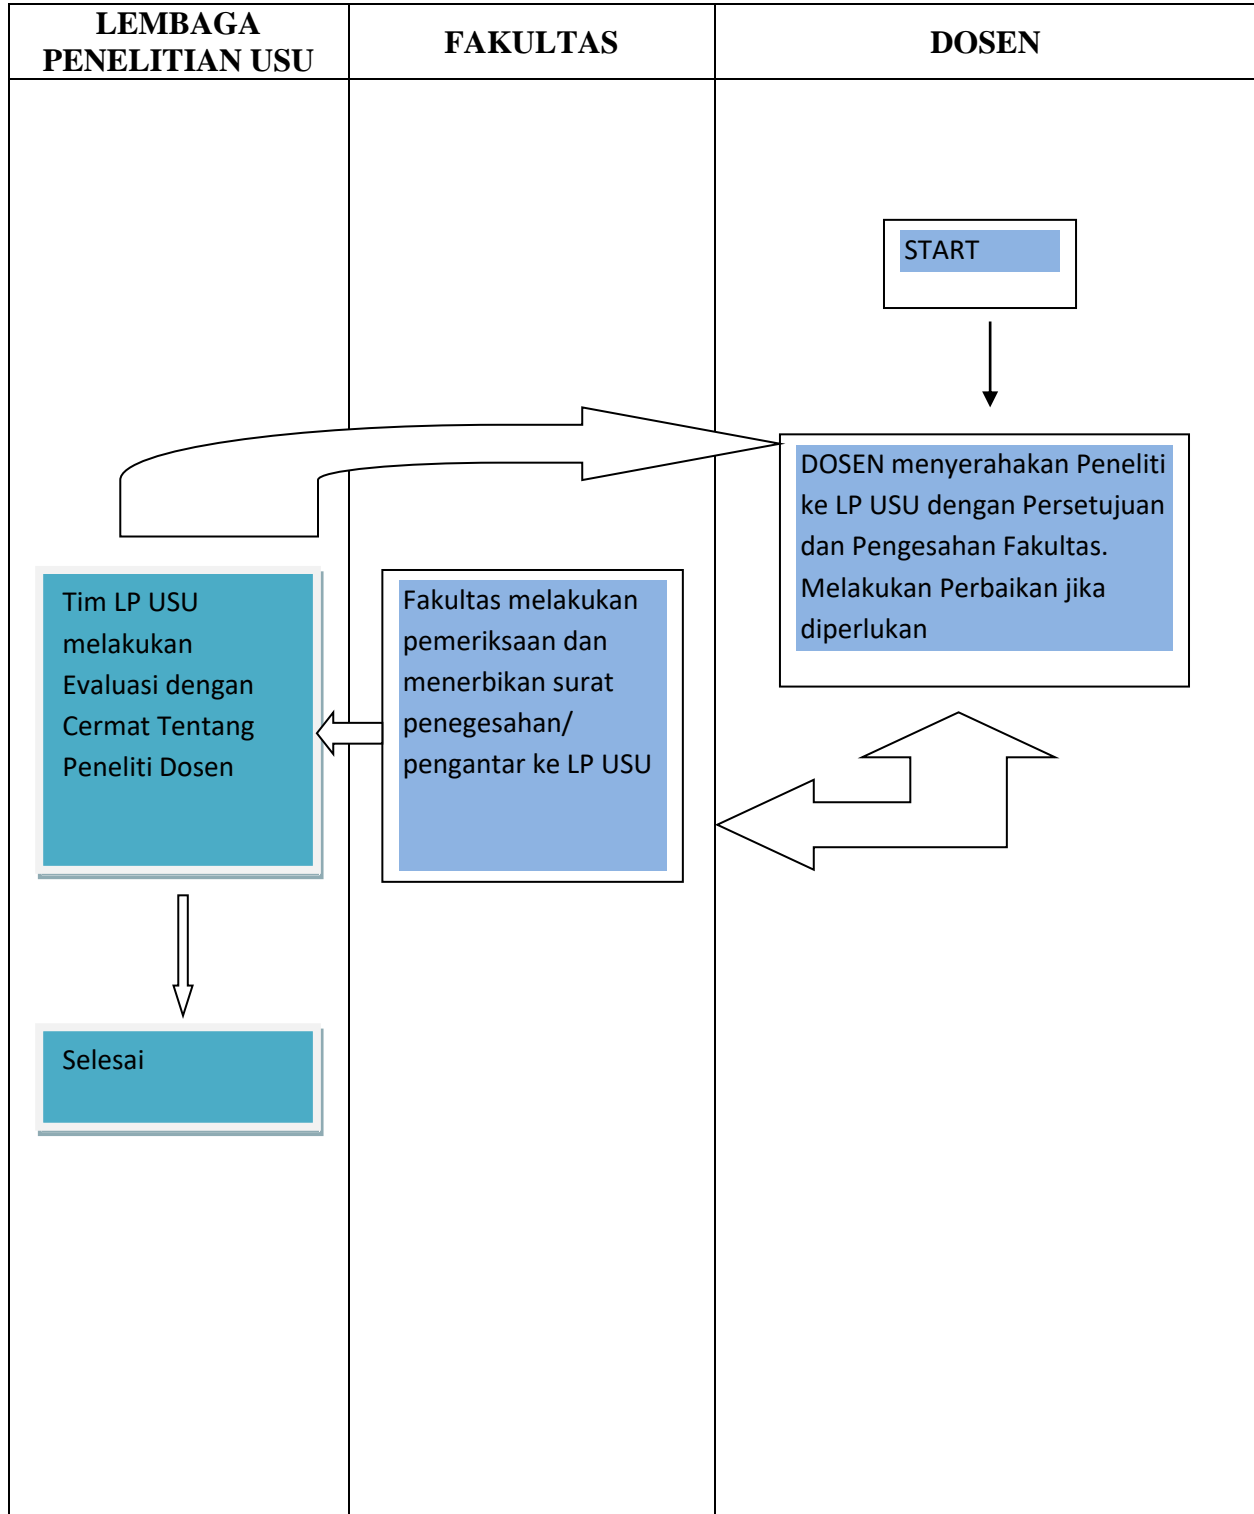 LEMBAGA
PENELITIAN USU
FAKULTAS
DOSEN
START
DOSEN menyerahakan Peneliti
ke LP USU dengan Persetujuan
dan Pengesahan Fakultas.
Melakukan Perbaikan jika
diperlukan
Tim LP USU
melakukan
Evaluasi dengan
Cermat Tentang
Peneliti Dosen
Fakultas melakukan
pemeriksaan dan
menerbikan surat
penegesahan/
pengantar ke LP USU
Selesai